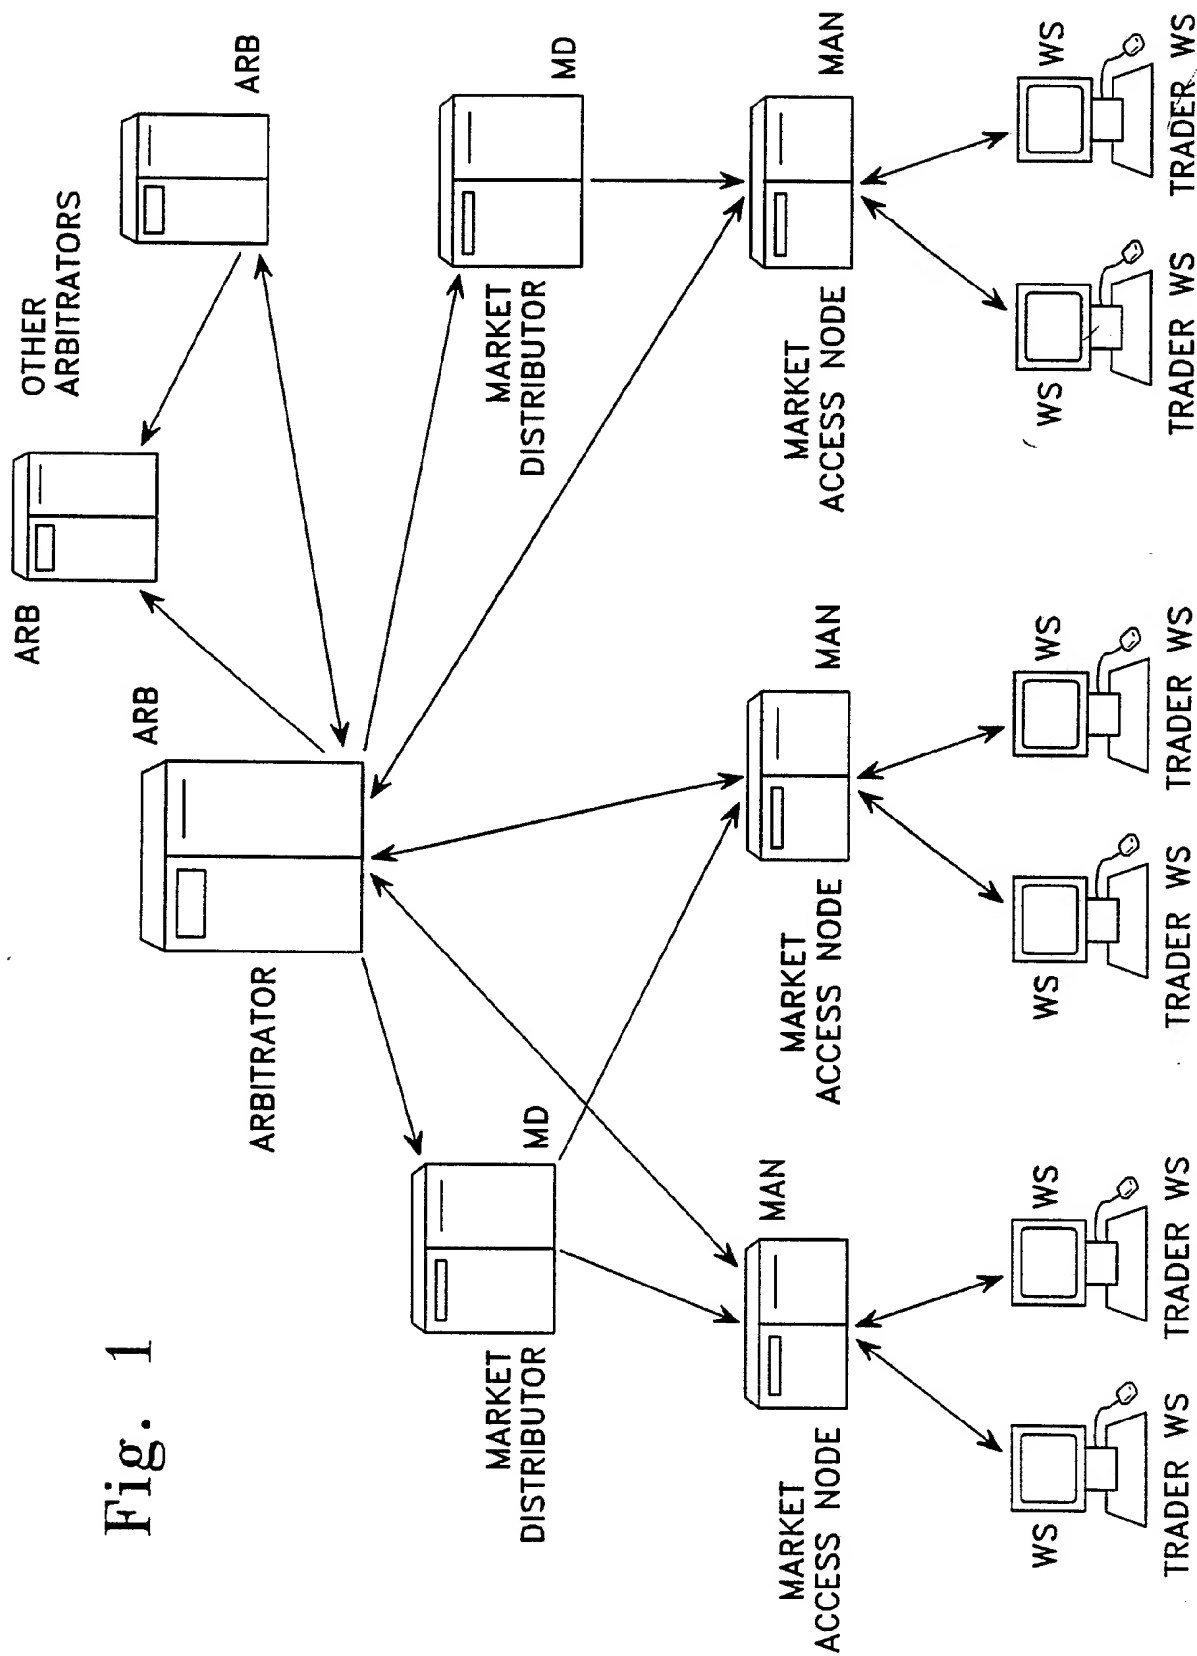 Fig. 1
ARB
OTHER
ARBITRATORS
ARB
ARB
ARBITRATOR
MARKET
DISTRIBUTOR
MD
MARKET
DISTRIBUTOR
MD
MARKET
ACCESS NODE
MAN
MARKET
ACCESS NODE
MAN
MARKET
ACCESS NODE
MAN
WS
WS
WS
WS
WS
WS
TRADER WS
TRADER WS
TRADER WS
TRADER WS
TRADER WS
TRADER WS